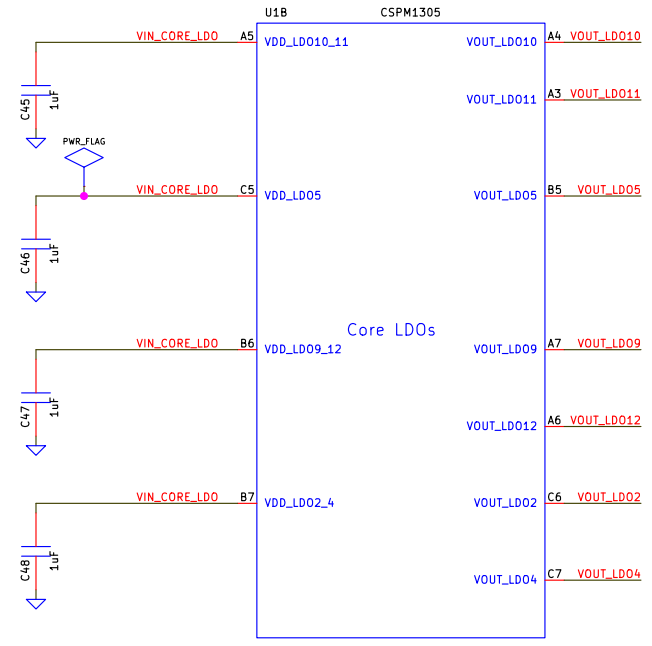 U1B CSPM1305
VIN_CORE_LDO A5 VDD_LDO10_11 VOUT_LDO10 A4 VOUT_LDO10
C45 1uF
VOUT_LDO11 A3 VOUT_LDO11
PWR_FLAG
VIN_CORE_LDO C5 VDD_LDO5 VOUT_LDO5 B5 VOUT_LDO5
C46 1uF
Core LDOs
VIN_CORE_LDO B6 VDD_LDO9_12 VOUT_LDO9 A7 VOUT_LDO9
C47 1uF
VOUT_LDO12 A6 VOUT_LDO12
VIN_CORE_LDO B7 VDD_LDO2_4 VOUT_LDO2 C6 VOUT_LDO2
C48 1uF
VOUT_LDO4 C7 VOUT_LDO4